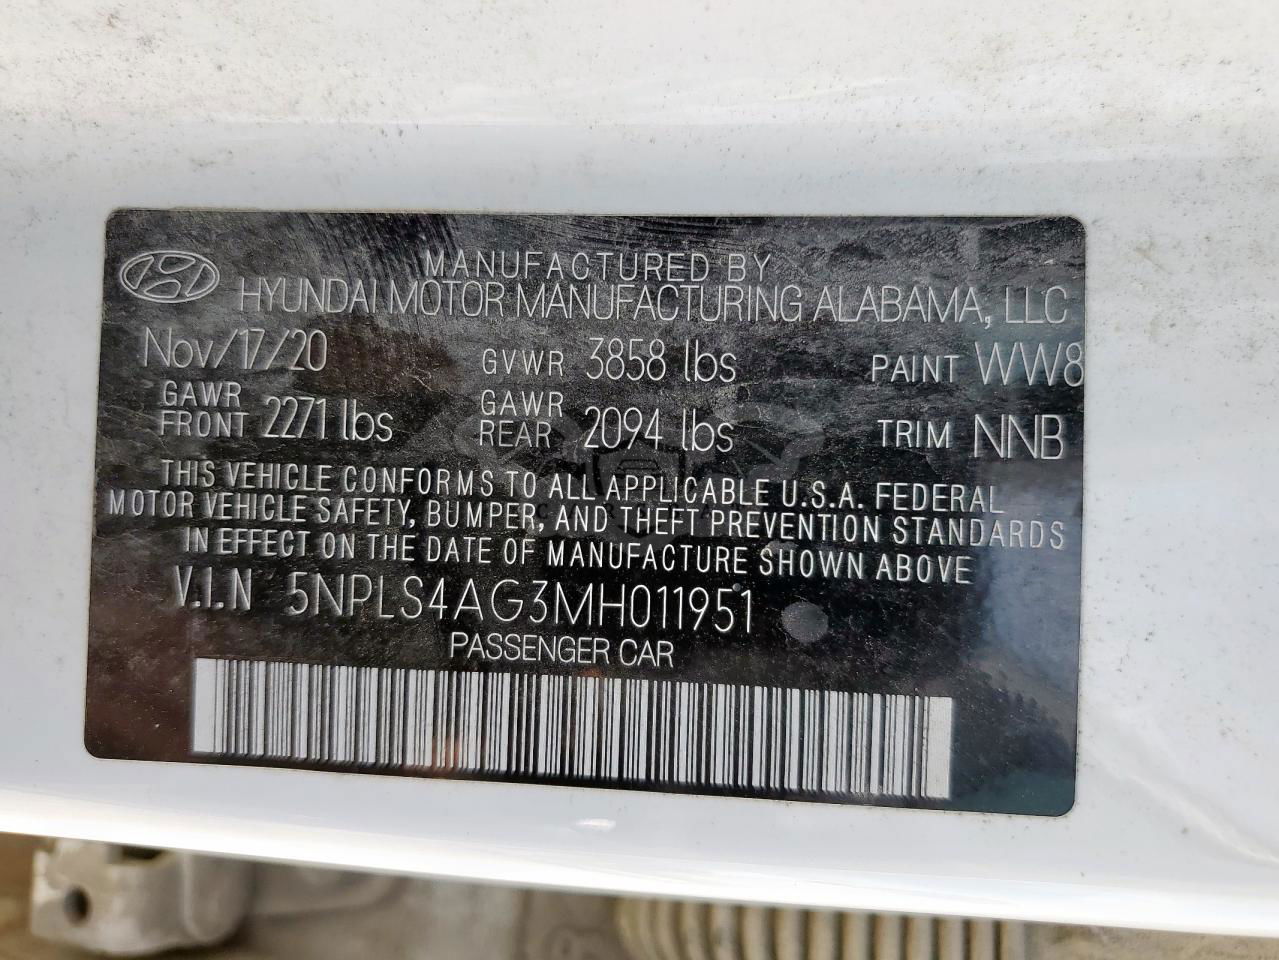 MANUFACTURED BY
HYUNDAI MOTOR MANUFACTURING ALABAMA, LLC
Nov/17/20 GVWR 3858 lbs PAINT WW8
GAWR FRONT 2271 lbs GAWR REAR 2094 lbs TRIM NNB
THIS VEHICLE CONFORMS TO ALL APPLICABLE U.S.A. FEDERAL
MOTOR VEHICLE SAFETY, BUMPER, AND THEFT PREVENTION STANDARDS
IN EFFECT ON THE DATE OF MANUFACTURE SHOWN ABOVE
V.I.N 5NPLS4AG3MH011951
PASSENGER CAR